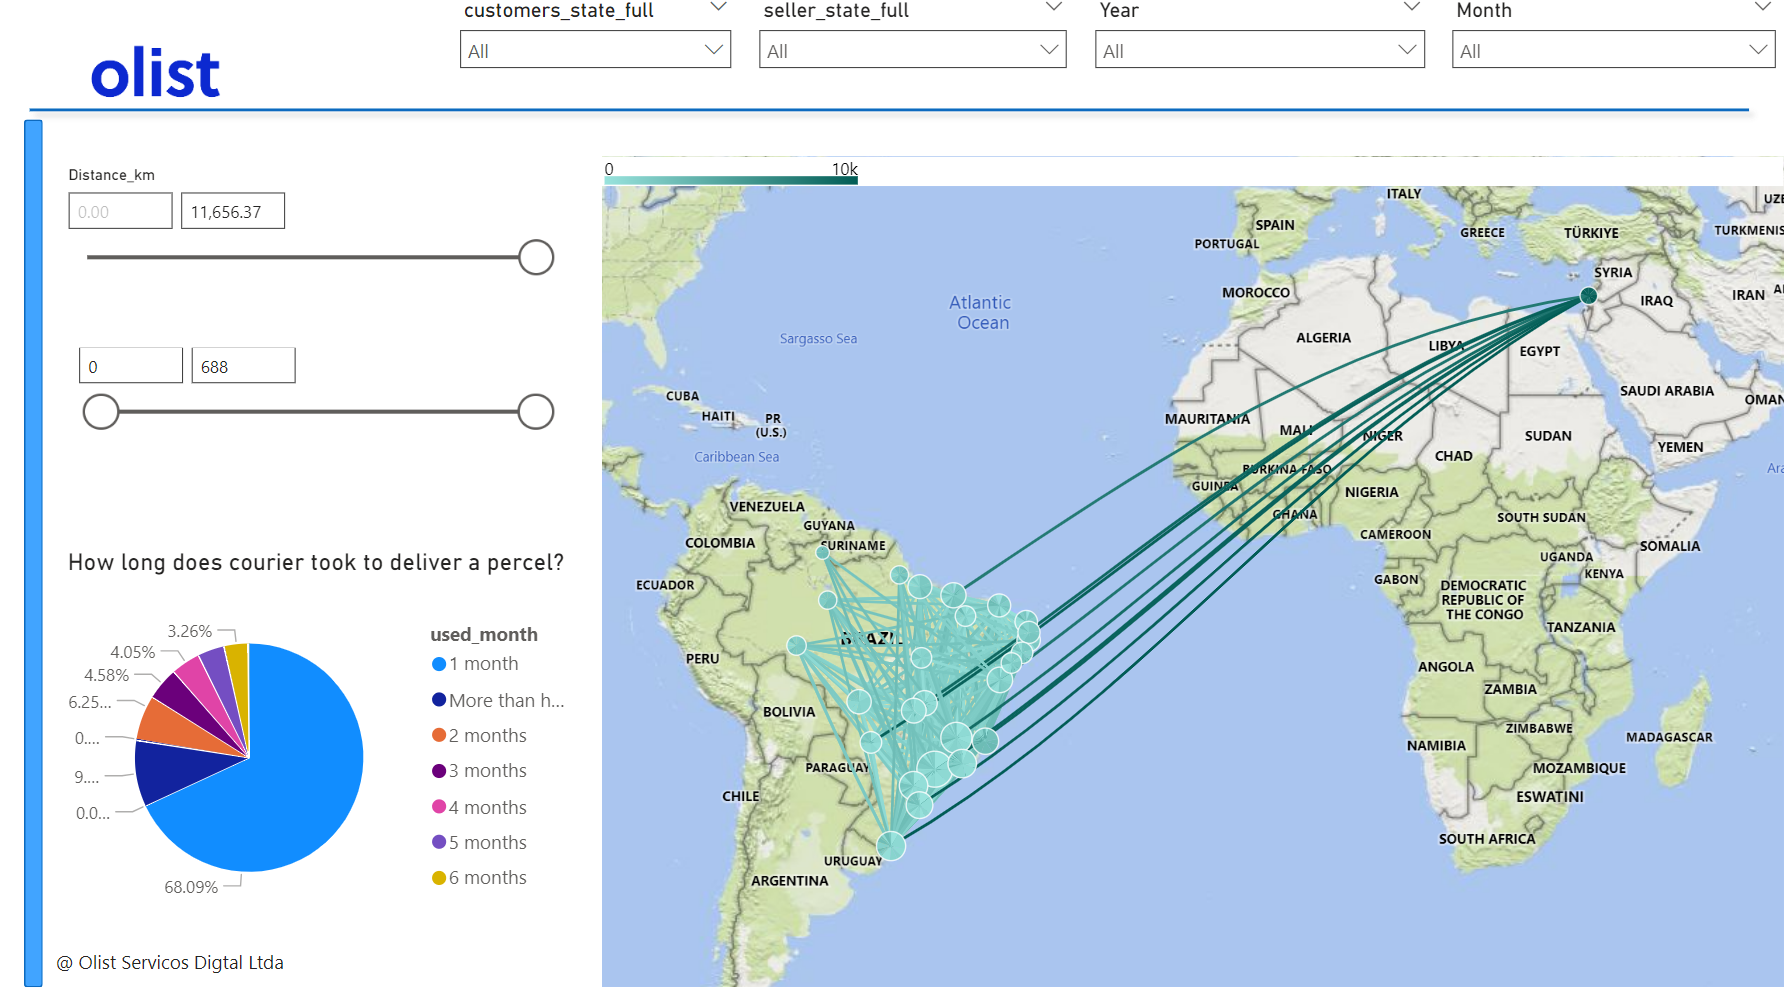 customers_state_full
seller_state_full
Year
Month
All
All
All
All
olist
Distance_km
0.00
11,656.37
0
688
How long does courier took to deliver a percel?
3.26%
4.05%
4.58%
6.25...
0....
9....
0.0...
68.09%
used_month
1 month
More than h...
2 months
3 months
4 months
5 months
6 months
@ Olist Servicos Digtal Ltda
0
10k
ITALY
UZE
SPAIN
GREECE
TÜRKIYE
TURKMENIS
PORTUGAL
SYRIA
MOROCCO
IRAQ
IRAN
Atlantic
Ocean
Sargasso Sea
ALGERIA
LIBYA
EGYPT
SAUDI ARABIA
OMAN
CUBA
HAITI
PR
(U.S.)
MAURITANIA
MALI
NIGER
SUDAN
YEMEN
Caribbean Sea
CHAD
BURKINA FASO
Ara
GUINEA
NIGERIA
VENEZUELA
GHANA
SOUTH SUDAN
GUYANA
COLOMBIA
SURINAME
CAMEROON
UGANDA
SOMALIA
ECUADOR
GABON
DEMOCRATIC
REPUBLIC OF
THE CONGO
KENYA
BRAZIL
TANZANIA
PERU
ANGOLA
ZAMBIA
BOLIVIA
ZIMBABWE
NAMIBIA
MADAGASCAR
PARAGUAY
MOZAMBIQUE
CHILE
ESWATINI
SOUTH AFRICA
URUGUAY
ARGENTINA